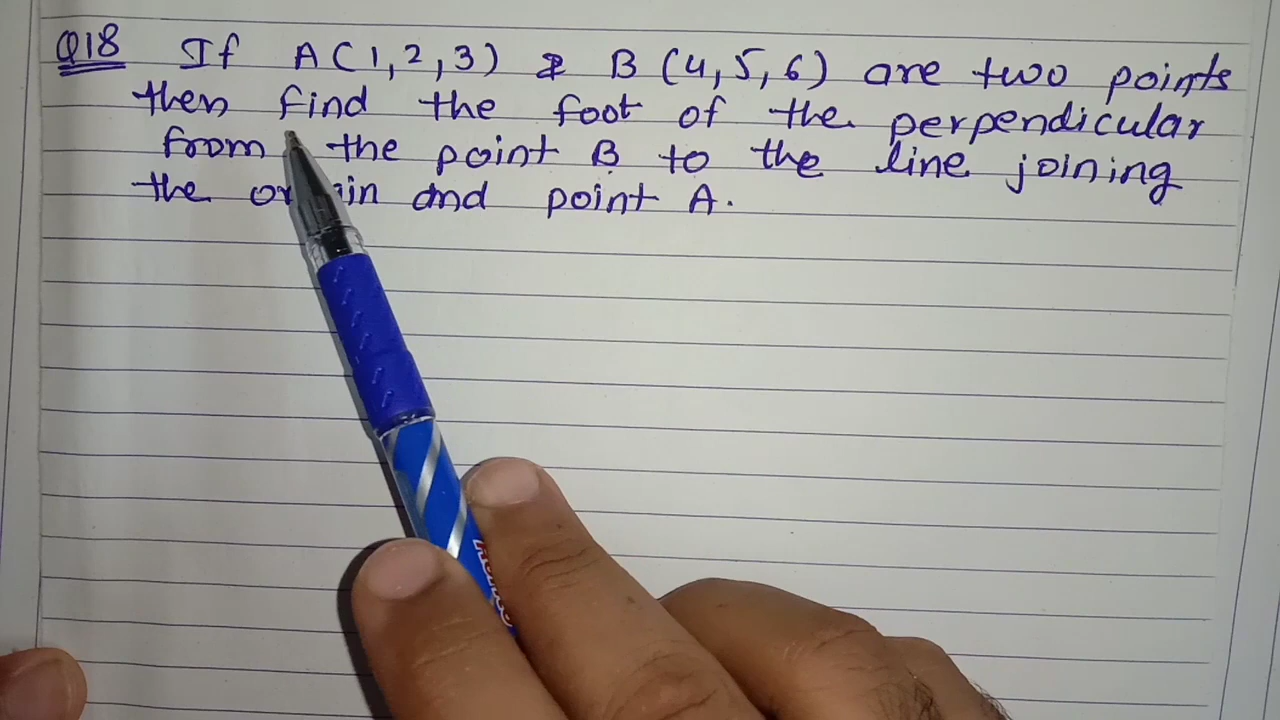 Q18 If A(1,2,3) & B(4,5,6) are two points
then find the foot of the perpendicular
from the point B to the line joining
the and point A.